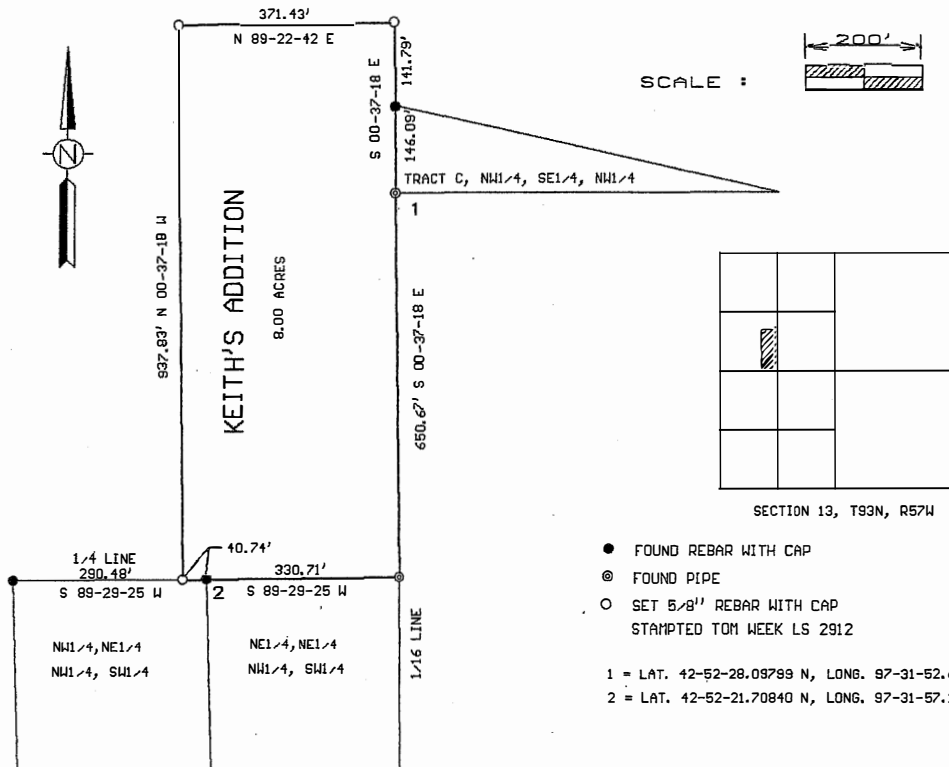 371.43'
N 89-22-42 E
S 00-37-18 E
141.79'
146.09'
SCALE :
200'
N
TRACT C, NW1/4, SE1/4, NW1/4
1
937.83' N 00-37-18 W
KEITH'S ADDITION
8.00 ACRES
650.67' S 00-37-18 E
SECTION 13, T93N, R57W
1/4 LINE
290.48'
S 89-29-25 W
40.74'
2
330.71'
S 89-29-25 W
1/16 LINE
NW1/4,NE1/4
NW1/4, SW1/4
NE1/4,NE1/4
NW1/4, SW1/4
FOUND REBAR WITH CAP
FOUND PIPE
SET 5/8" REBAR WITH CAP
STAMPTED TOM WEEK LS 2912
1 = LAT. 42-52-28.09799 N, LONG. 97-31-52.
2 = LAT. 42-52-21.70840 N, LONG. 97-31-57.